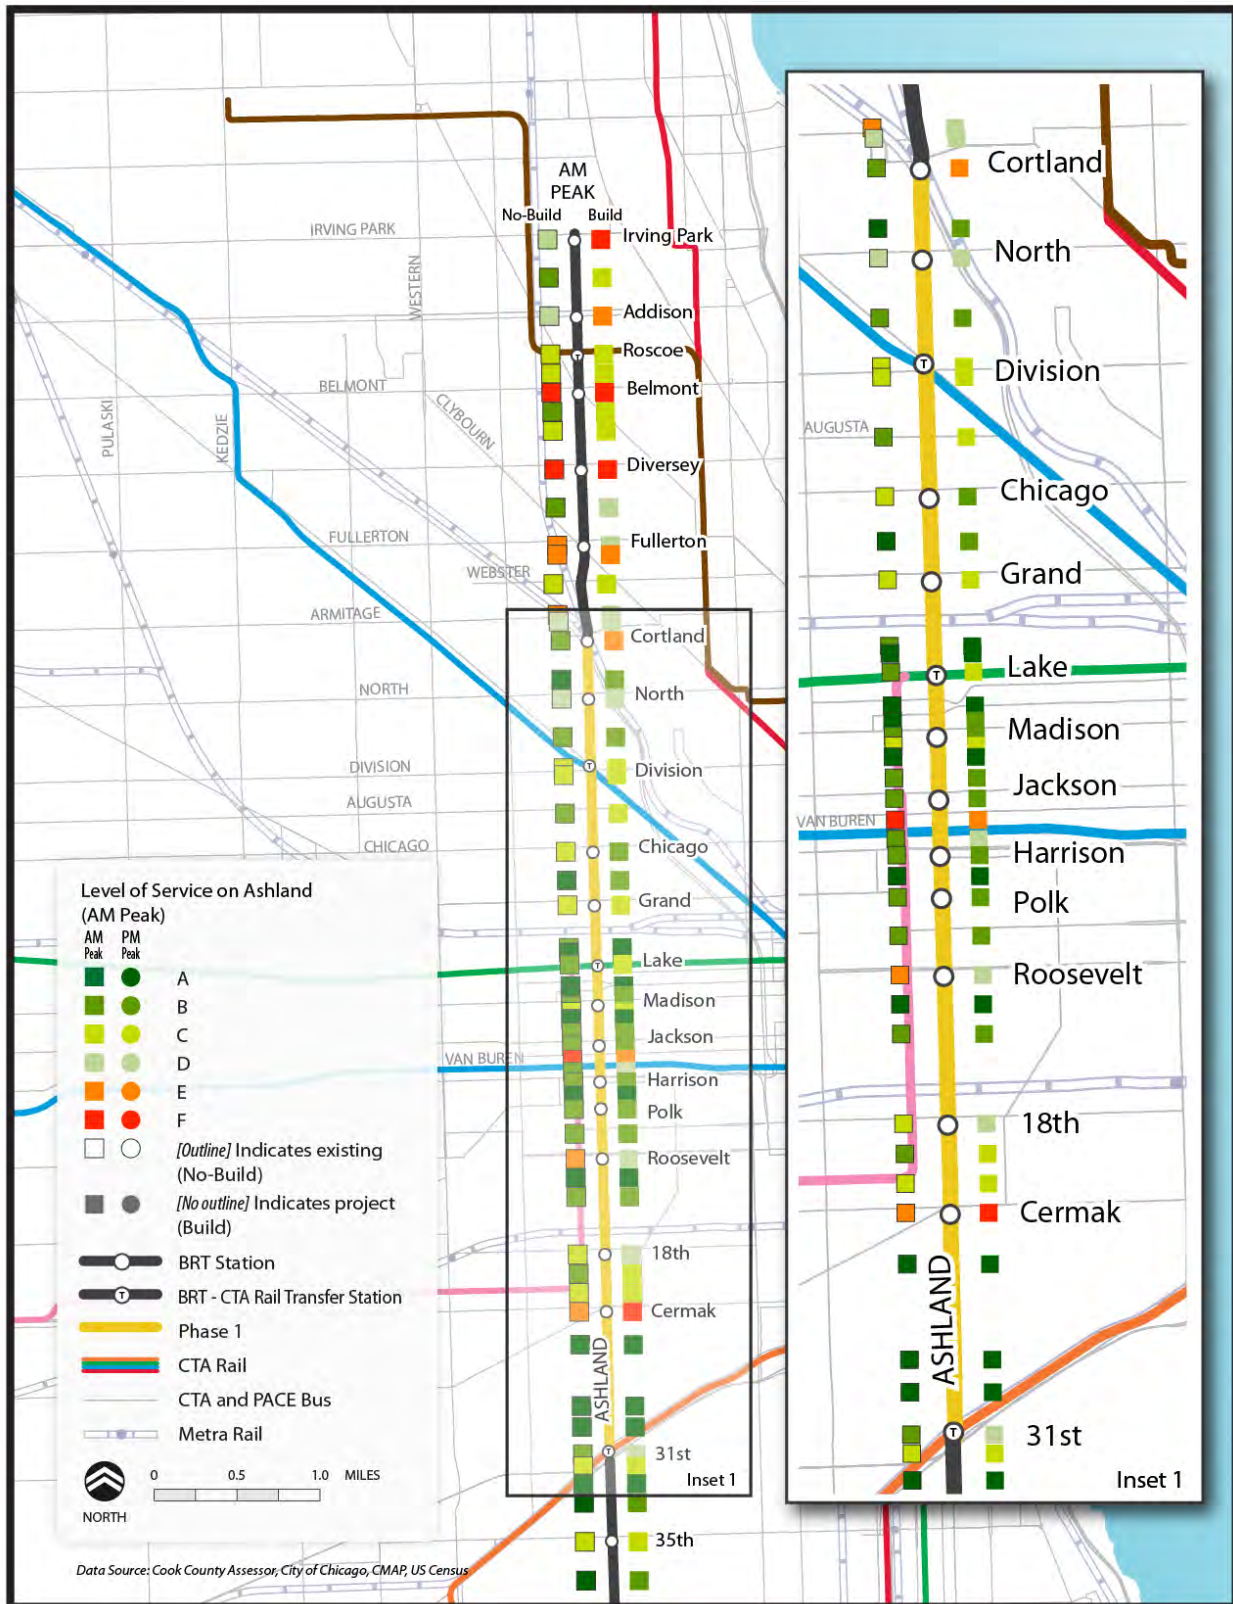 AM
PEAK
No-Build
Build
Irving Park
Addison
Roscoe
Belmont
Diversey
Fullerton
Cortland
North
Division
Chicago
Grand
Lake
Madison
Jackson
Harrison
Polk
Roosevelt
18th
Cermak
ASHLAND
31st
Inset 1
35th
IRVING PARK
WESTERN
BELMONT
CLYBOURN
PULASKI
KEDZIE
FULLERTON
WEBSTER
ARMITAGE
NORTH
DIVISION
AUGUSTA
CHICAGO
VAN BUREN
Cortland
North
Division
AUGUSTA
Chicago
Grand
Lake
Madison
Jackson
VAN BUREN
Harrison
Polk
Roosevelt
18th
Cermak
ASHLAND
31st
Inset 1
T
T
T
T
T
T
T
Level of Service on Ashland
(AM Peak)
AM
Peak
PM
Peak
A
B
C
D
E
F
[Outline] Indicates existing
(No-Build)
[No outline] Indicates project
(Build)
BRT Station
T
BRT - CTA Rail Transfer Station
Phase 1
CTA Rail
CTA and PACE Bus
Metra Rail
0 0.5 1.0 MILES
NORTH
Data Source: Cook County Assessor, City of Chicago, CMAP, US Census